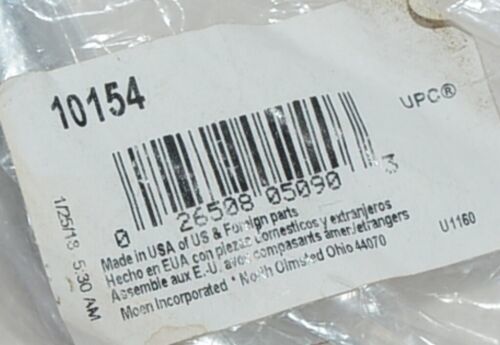 10154
UPC®
0 26508 05090 3
Made in USA of US & Foreign parts
Hecho en EUA con piezas domesticos y extranjeros
Assemble aux E.-U. avec compasants amer./etrangers
Moen Incorporated • North Olmsted Ohio 44070
1/25/13 5:30 AM
U1160